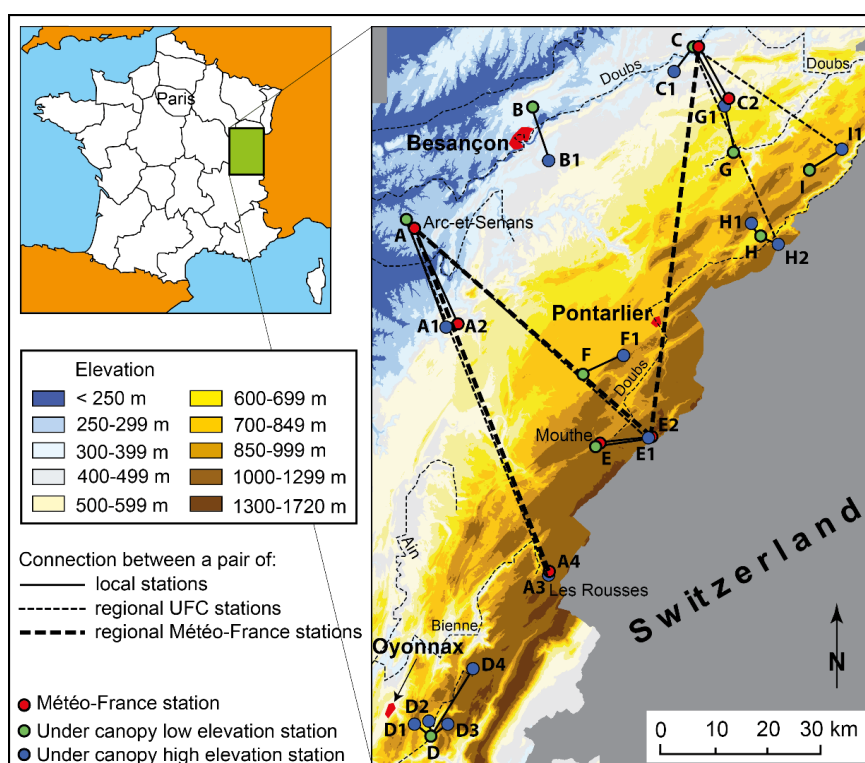 Paris
Elevation
< 250 m
250-299 m
300-399 m
400-499 m
500-599 m
600-699 m
700-849 m
850-999 m
1000-1299 m
1300-1720 m
Connection between a pair of:
local stations
regional UFC stations
regional Météo-France stations
Météo-France station
Under canopy low elevation station
Under canopy high elevation station
C
Doubs
Doubs
C1
C2
G1
B
Besançon
B1
G
I1
I
A
Arc-et-Senans
H1
H
H2
A1
A2
Pontarlier
F1
F
Doubs
Mouthe
E
E2
E1
Ain
A4
A3
Les Rousses
Switzerland
Bienne
Oyonnax
D4
D2
D1
D
D3
N
0 10 20 30 km